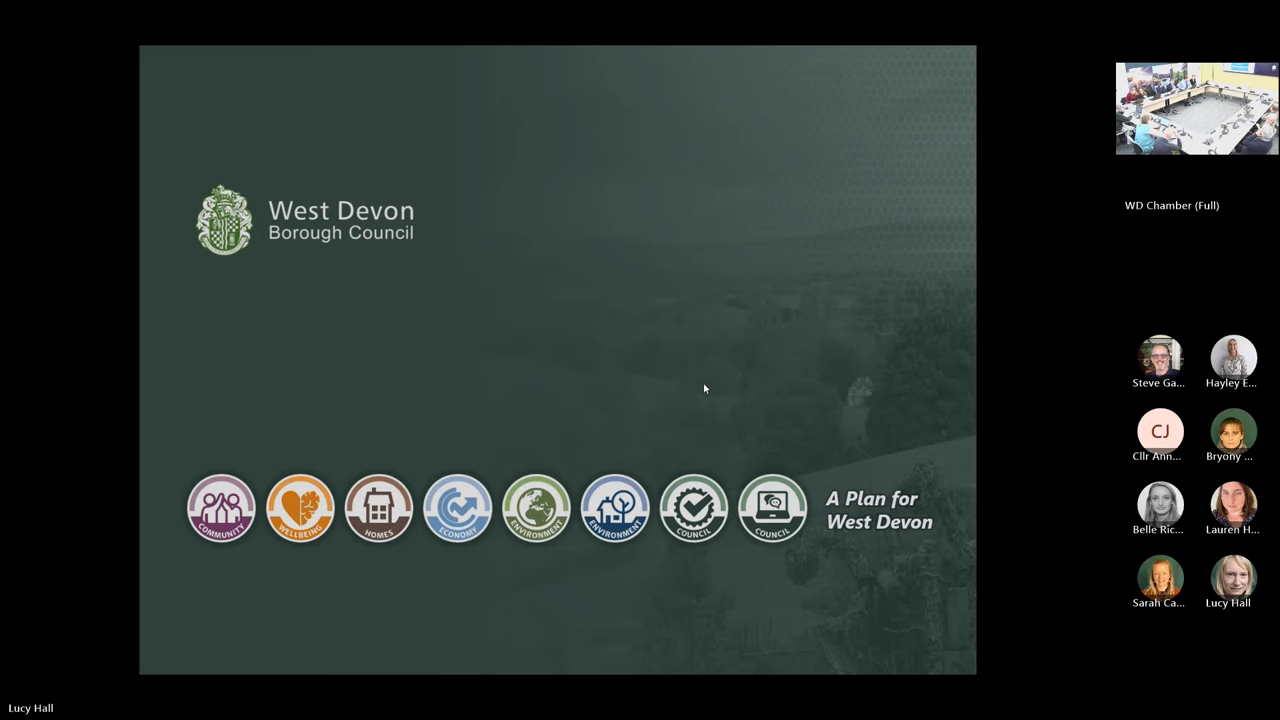 West Devon
Borough Council
COMMUNITY
WELLBEING
HOMES
ECONOMY
ENVIRONMENT
ENVIRONMENT
COUNCIL
COUNCIL
A Plan for
West Devon
WD Chamber (Full)
Steve Ga...
Hayley E...
CJ
Cllr Ann...
Bryony ...
Belle Ric...
Lauren H...
Sarah Ca...
Lucy Hall
Lucy Hall